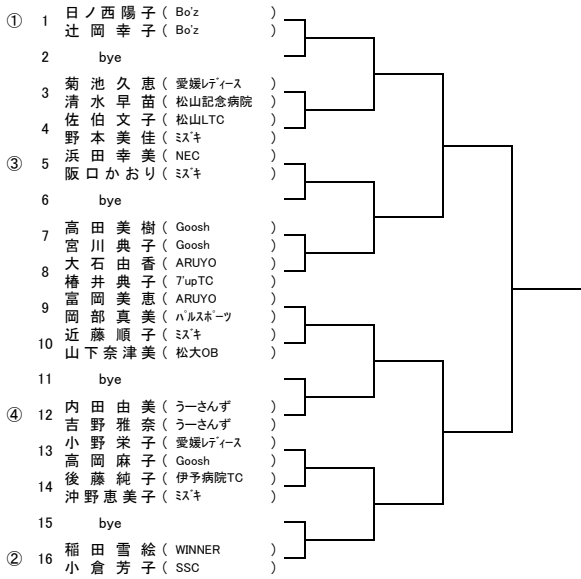 ① 1 日ノ西陽子 ( Bo'z )
辻岡幸子 ( Bo'z )
2 bye
3 菊池久恵 ( 愛媛ﾚﾃﾞｨｰｽ )
清水早苗 ( 松山記念病院 )
4 佐伯文子 ( 松山LTC )
野本美佳 ( ﾐｽﾞｷ )
③ 5 浜田幸美 ( NEC )
阪口かおり ( ﾐｽﾞｷ )
6 bye
7 高田美樹 ( Goosh )
宮川典子 ( Goosh )
8 大石由香 ( ARUYO )
椿井典子 ( 7'upTC )
9 富岡美恵 ( ARUYO )
岡部真美 ( ﾊﾟﾙｽﾎﾟｰﾂ )
10 近藤順子 ( ﾐｽﾞｷ )
山下奈津美 ( 松大OB )
11 bye
④ 12 内田由美 ( うーさんず )
吉野雅奈 ( うーさんず )
13 小野栄子 ( 愛媛ﾚﾃﾞｨｰｽ )
高岡麻子 ( Goosh )
14 後藤純子 ( 伊予病院TC )
沖野恵美子 ( ﾐｽﾞｷ )
15 bye
② 16 稲田雪絵 ( WINNER )
小倉芳子 ( SSC )